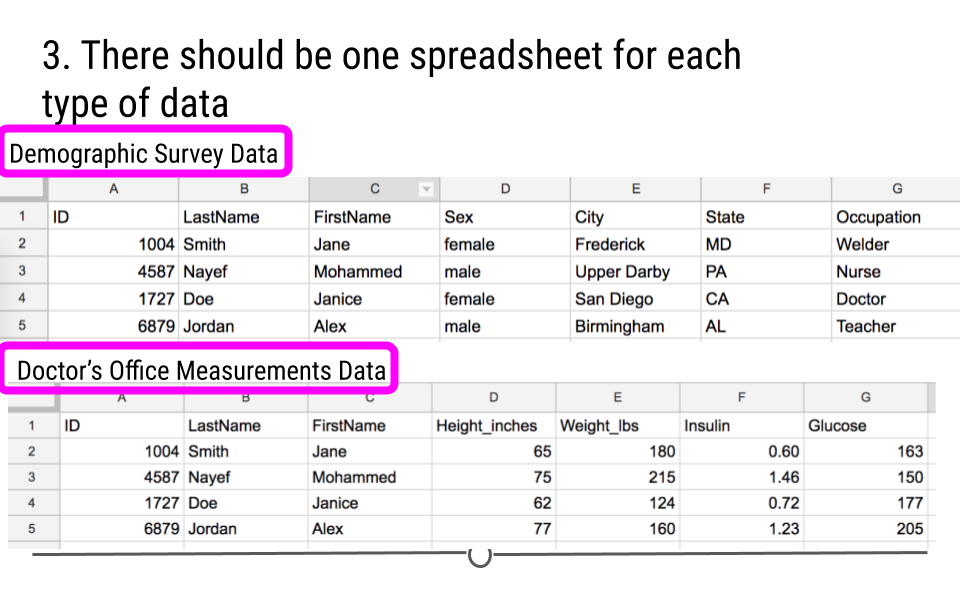 3. There should be one spreadsheet for each
type of data
Demographic Survey Data
A B C D E F G
1 ID LastName FirstName Sex City State Occupation
2 1004 Smith Jane female Frederick MD Welder
3 4587 Nayef Mohammed male Upper Darby PA Nurse
4 1727 Doe Janice female San Diego CA Doctor
5 6879 Jordan Alex male Birmingham AL Teacher
Doctor's Office Measurements Data
A B C D E F G
1 ID LastName FirstName Height_inches Weight_lbs Insulin Glucose
2 1004 Smith Jane 65 180 0.60 163
3 4587 Nayef Mohammed 75 215 1.46 150
4 1727 Doe Janice 62 124 0.72 177
5 6879 Jordan Alex 77 160 1.23 205